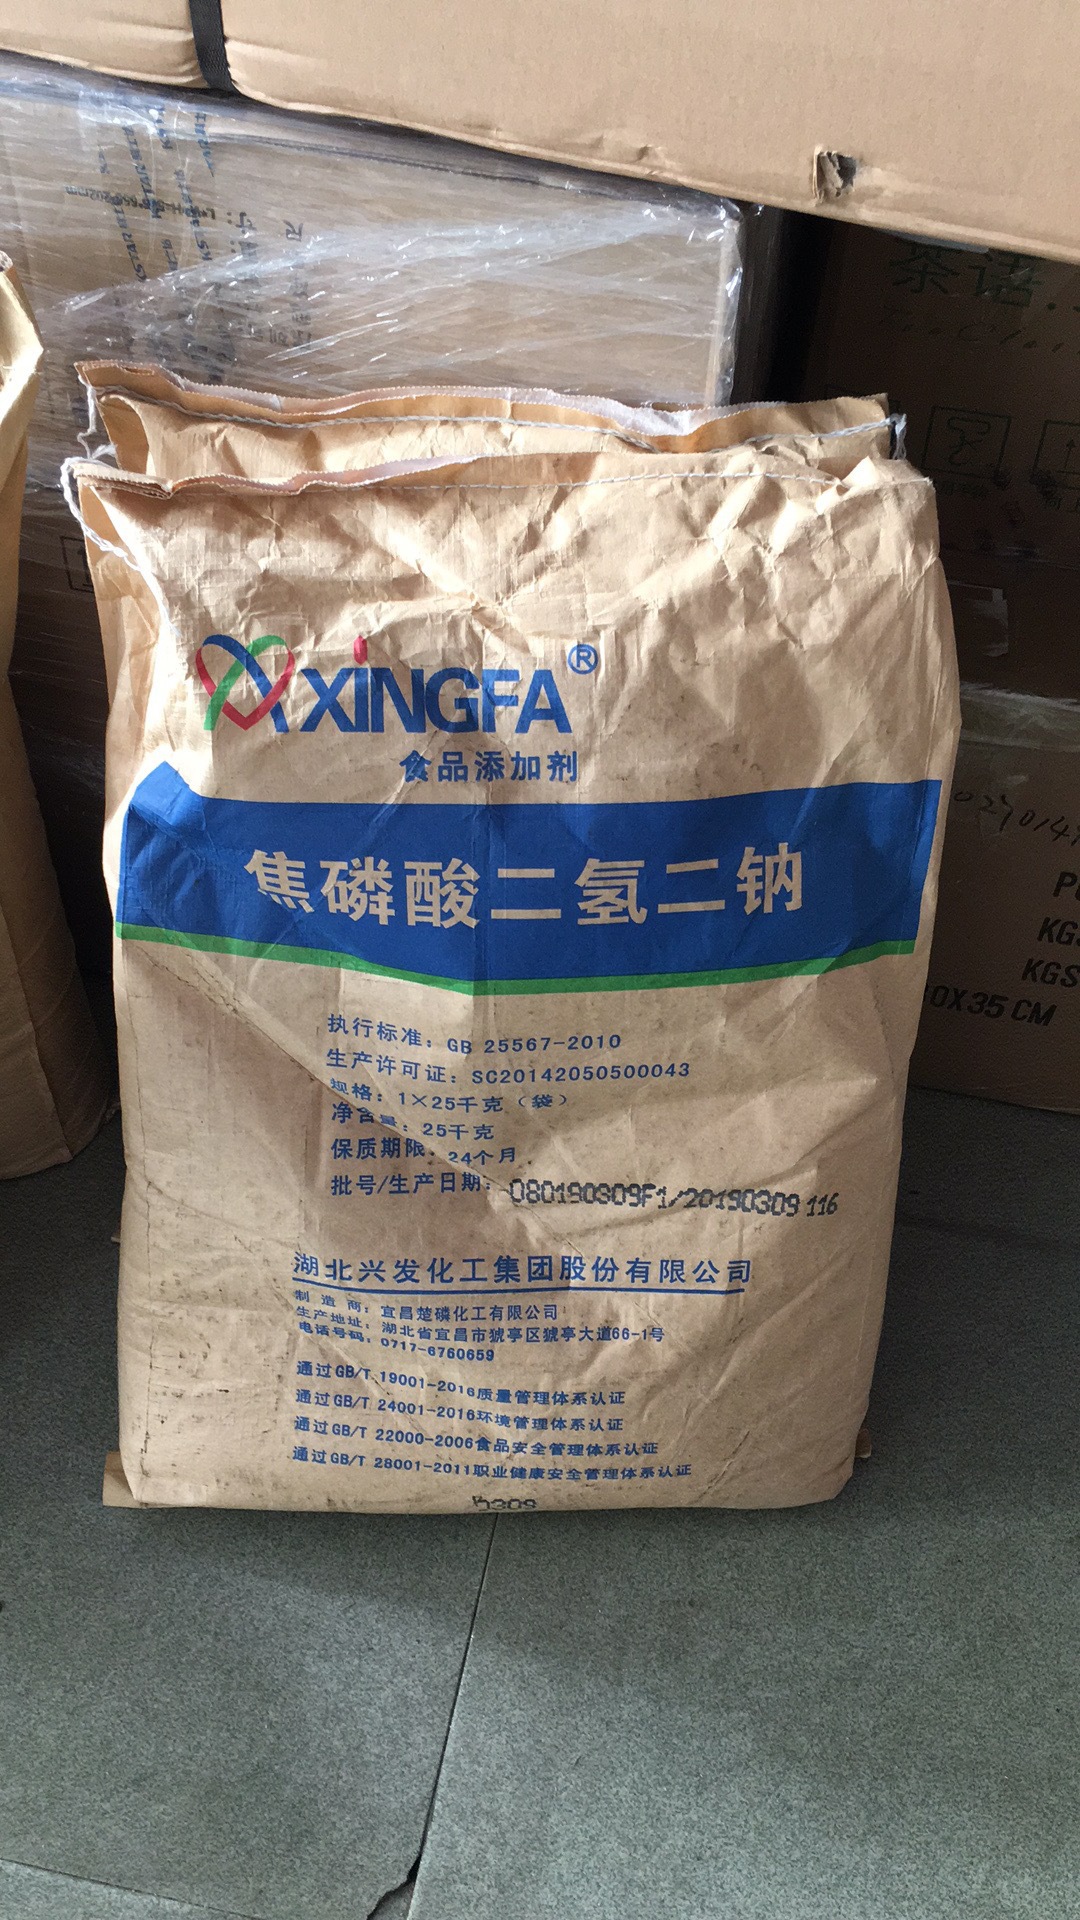 茶语
02701
KGS
KGS
0X35 CM
XINGFA®
食品添加剂
焦磷酸二氢二钠
执行标准：GB 25567-2010
生产许可证：SC20142050500043
规格：1×25千克（袋）
净含量：25千克
保质期限：24个月
批号/生产日期：080190309F1/20190309 116
湖北兴发化工集团股份有限公司
制造商：宜昌楚磷化工有限公司
生产地址：湖北省宜昌市猇亭区猇亭大道66-1号
电话号码：0717-6760659
通过GB/T 19001-2016质量管理体系认证
通过GB/T 24001-2016环境管理体系认证
通过GB/T 22000-2006食品安全管理体系认证
通过GB/T 28001-2011职业健康安全管理体系认证